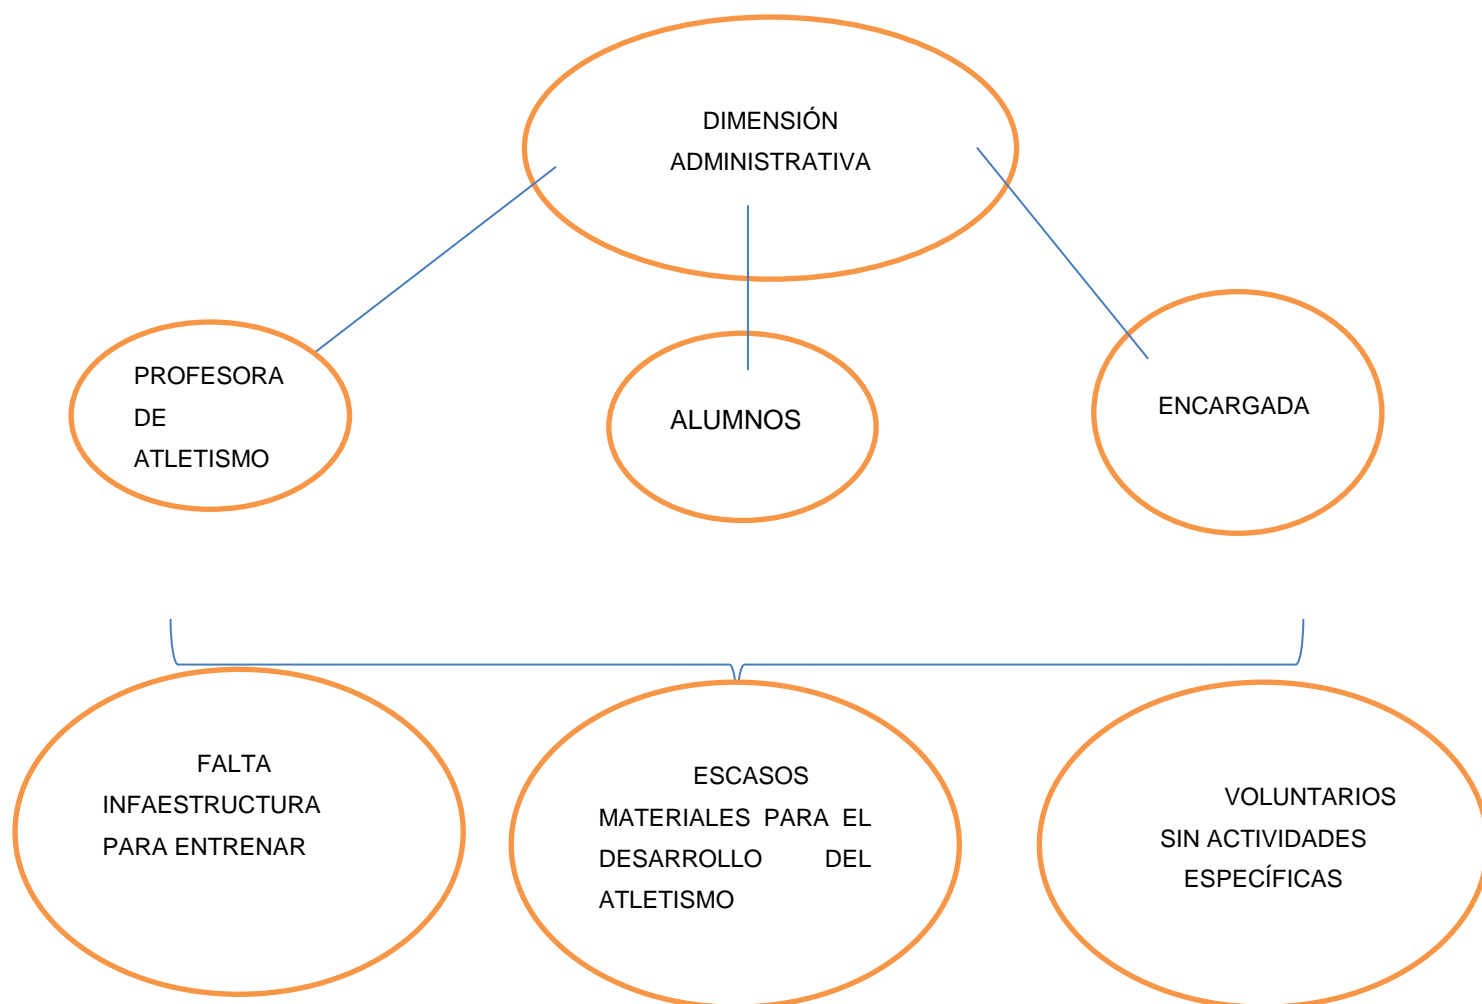 DIMENSIÓN
ADMINISTRATIVA
PROFESORA
DE
ATLETISMO
ALUMNOS
ENCARGADA
FALTA
INFAESTRUCTURA
PARA ENTRENAR
ESCASOS
MATERIALES PARA EL
DESARROLLO DEL
ATLETISMO
VOLUNTARIOS
SIN ACTIVIDADES
ESPECÍFICAS